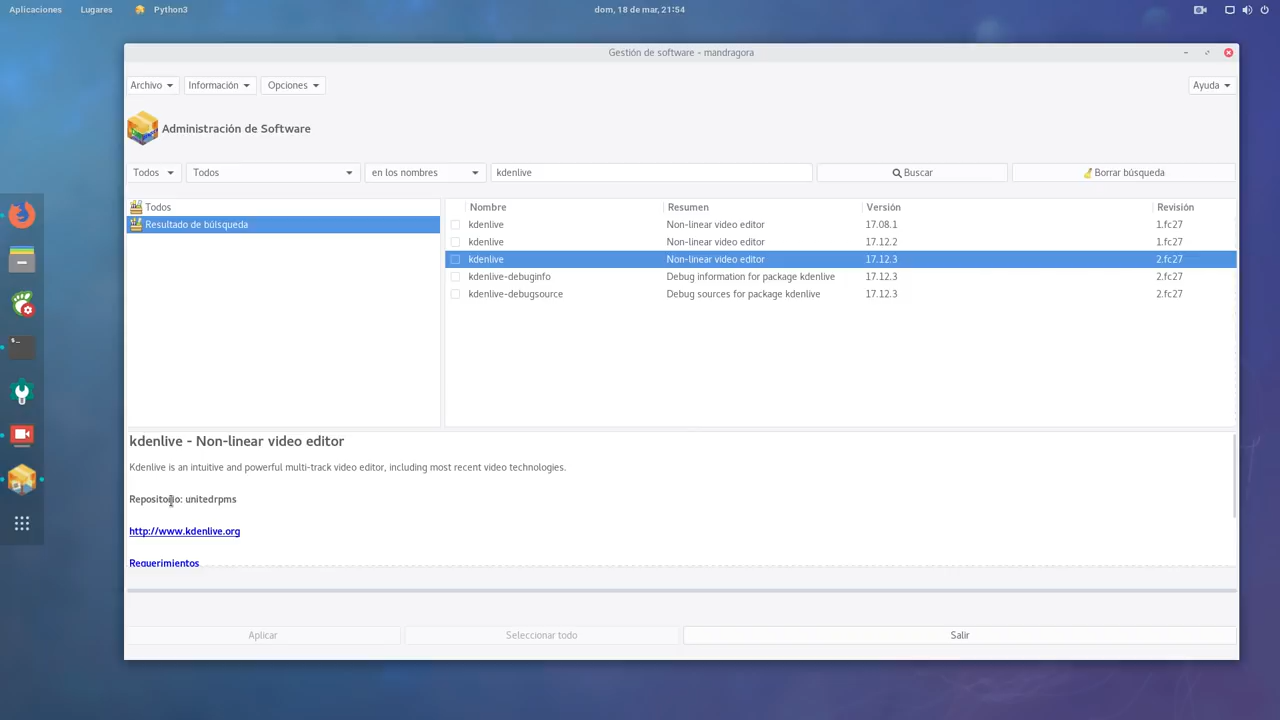 Aplicaciones Lugares Python3 dom, 18 de mar, 21:54
Gestión de software - mandragora
Archivo Información Opciones Ayuda
Administración de Software
Todos Todos en los nombres kdenlive Buscar Borrar búsqueda
Todos
Resultado de búlsqueda
Nombre Resumen Versión Revisión
kdenlive Non-linear video editor 17.08.1 1.fc27
kdenlive Non-linear video editor 17.12.2 1.fc27
kdenlive Non-linear video editor 17.12.3 2.fc27
kdenlive-debuginfo Debug information for package kdenlive 17.12.3 2.fc27
kdenlive-debugsource Debug sources for package kdenlive 17.12.3 2.fc27
kdenlive - Non-linear video editor
Kdenlive is an intuitive and powerful multi-track video editor, including most recent video technologies.
Repositorio: unitedrpms
http://www.kdenlive.org
Requerimientos
Aplicar Seleccionar todo Salir